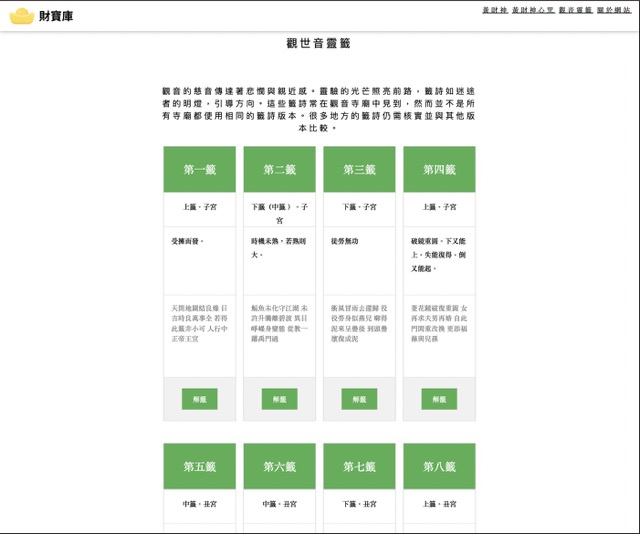 財寶庫
黃財神 黃財神心咒 觀音靈籤 關於網站
觀世音靈籤
觀音的慈音傳達著悲憫與親近感。靈驗的光芒照亮前路，籤詩如迷途
者的明燈，引導方向。這些籤詩常在觀音寺廟中見到，然而並不是所
有寺廟都使用相同的籤詩版本。很多地方的籤詩仍需核實並與其他版
本比較。
第一籤
上籤。子宮
受擁而發。
天開地闢結良緣 日
吉時良萬事全 若得
此籤非小可 人行中
正帝王宣
解籤
第二籤
下籤（中籤 ）。子
宮
時機未熟，若熟則
大。
鯨魚未化守江湖 未
許升騰離碧波 異日
崢嶸身變態 從教一
躍禹門過
解籤
第三籤
下籤。子宮
徒勞無功
衝風冒雨去還歸 役
役勞身似燕兒 啣得
泥來呈疊後 到頭疊
壞復成泥
解籤
第四籤
上籤。子宮
破鏡重圓。下又能
上。失能復得。倒
又能起。
菱花鏡破復重圓 女
再求夫男再婚 自此
門閭重改換 更添福
祿與兒孫
解籤
第五籤
中籤。丑宮
第六籤
中籤。丑宮
第七籤
下籤。丑宮
第八籤
上籤。丑宮